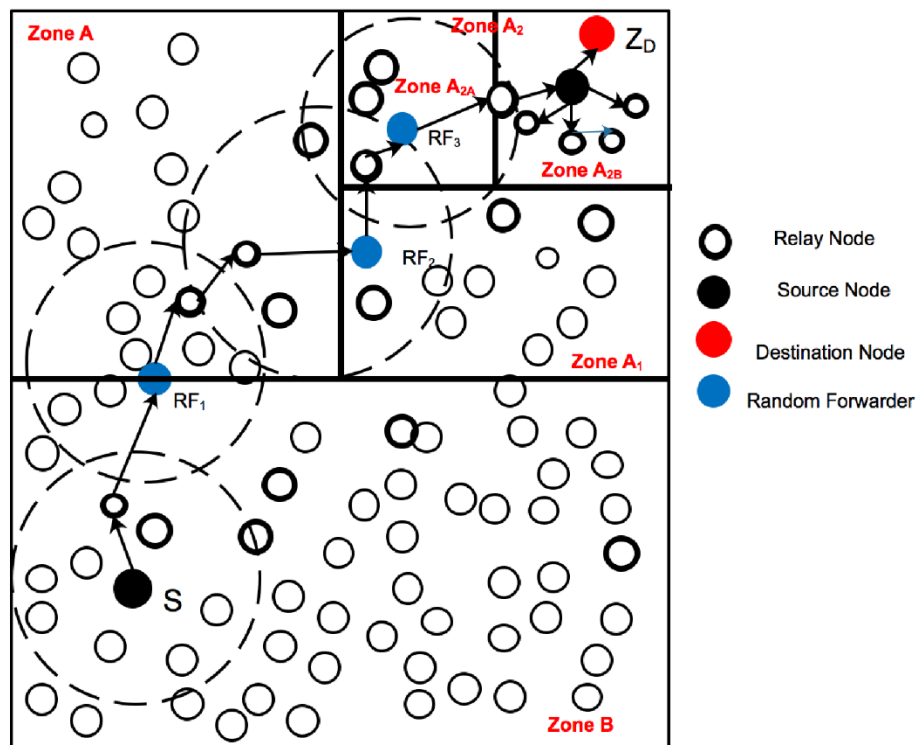 Zone A
Zone A₂
Z_D
Zone A₂A
RF₃
Zone A₂B
RF₂
Relay Node
Source Node
Zone A₁
Destination Node
RF₁
Random Forwarder
S
Zone B